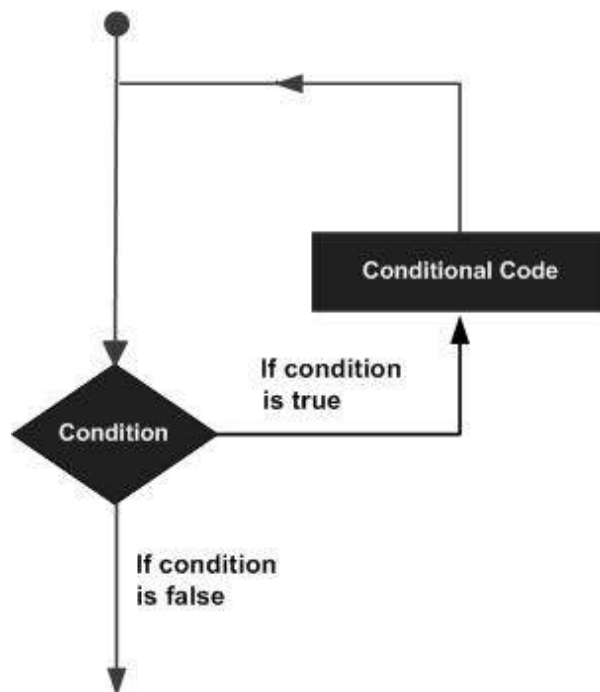 Conditional Code
If condition
is true
Condition
If condition
is false